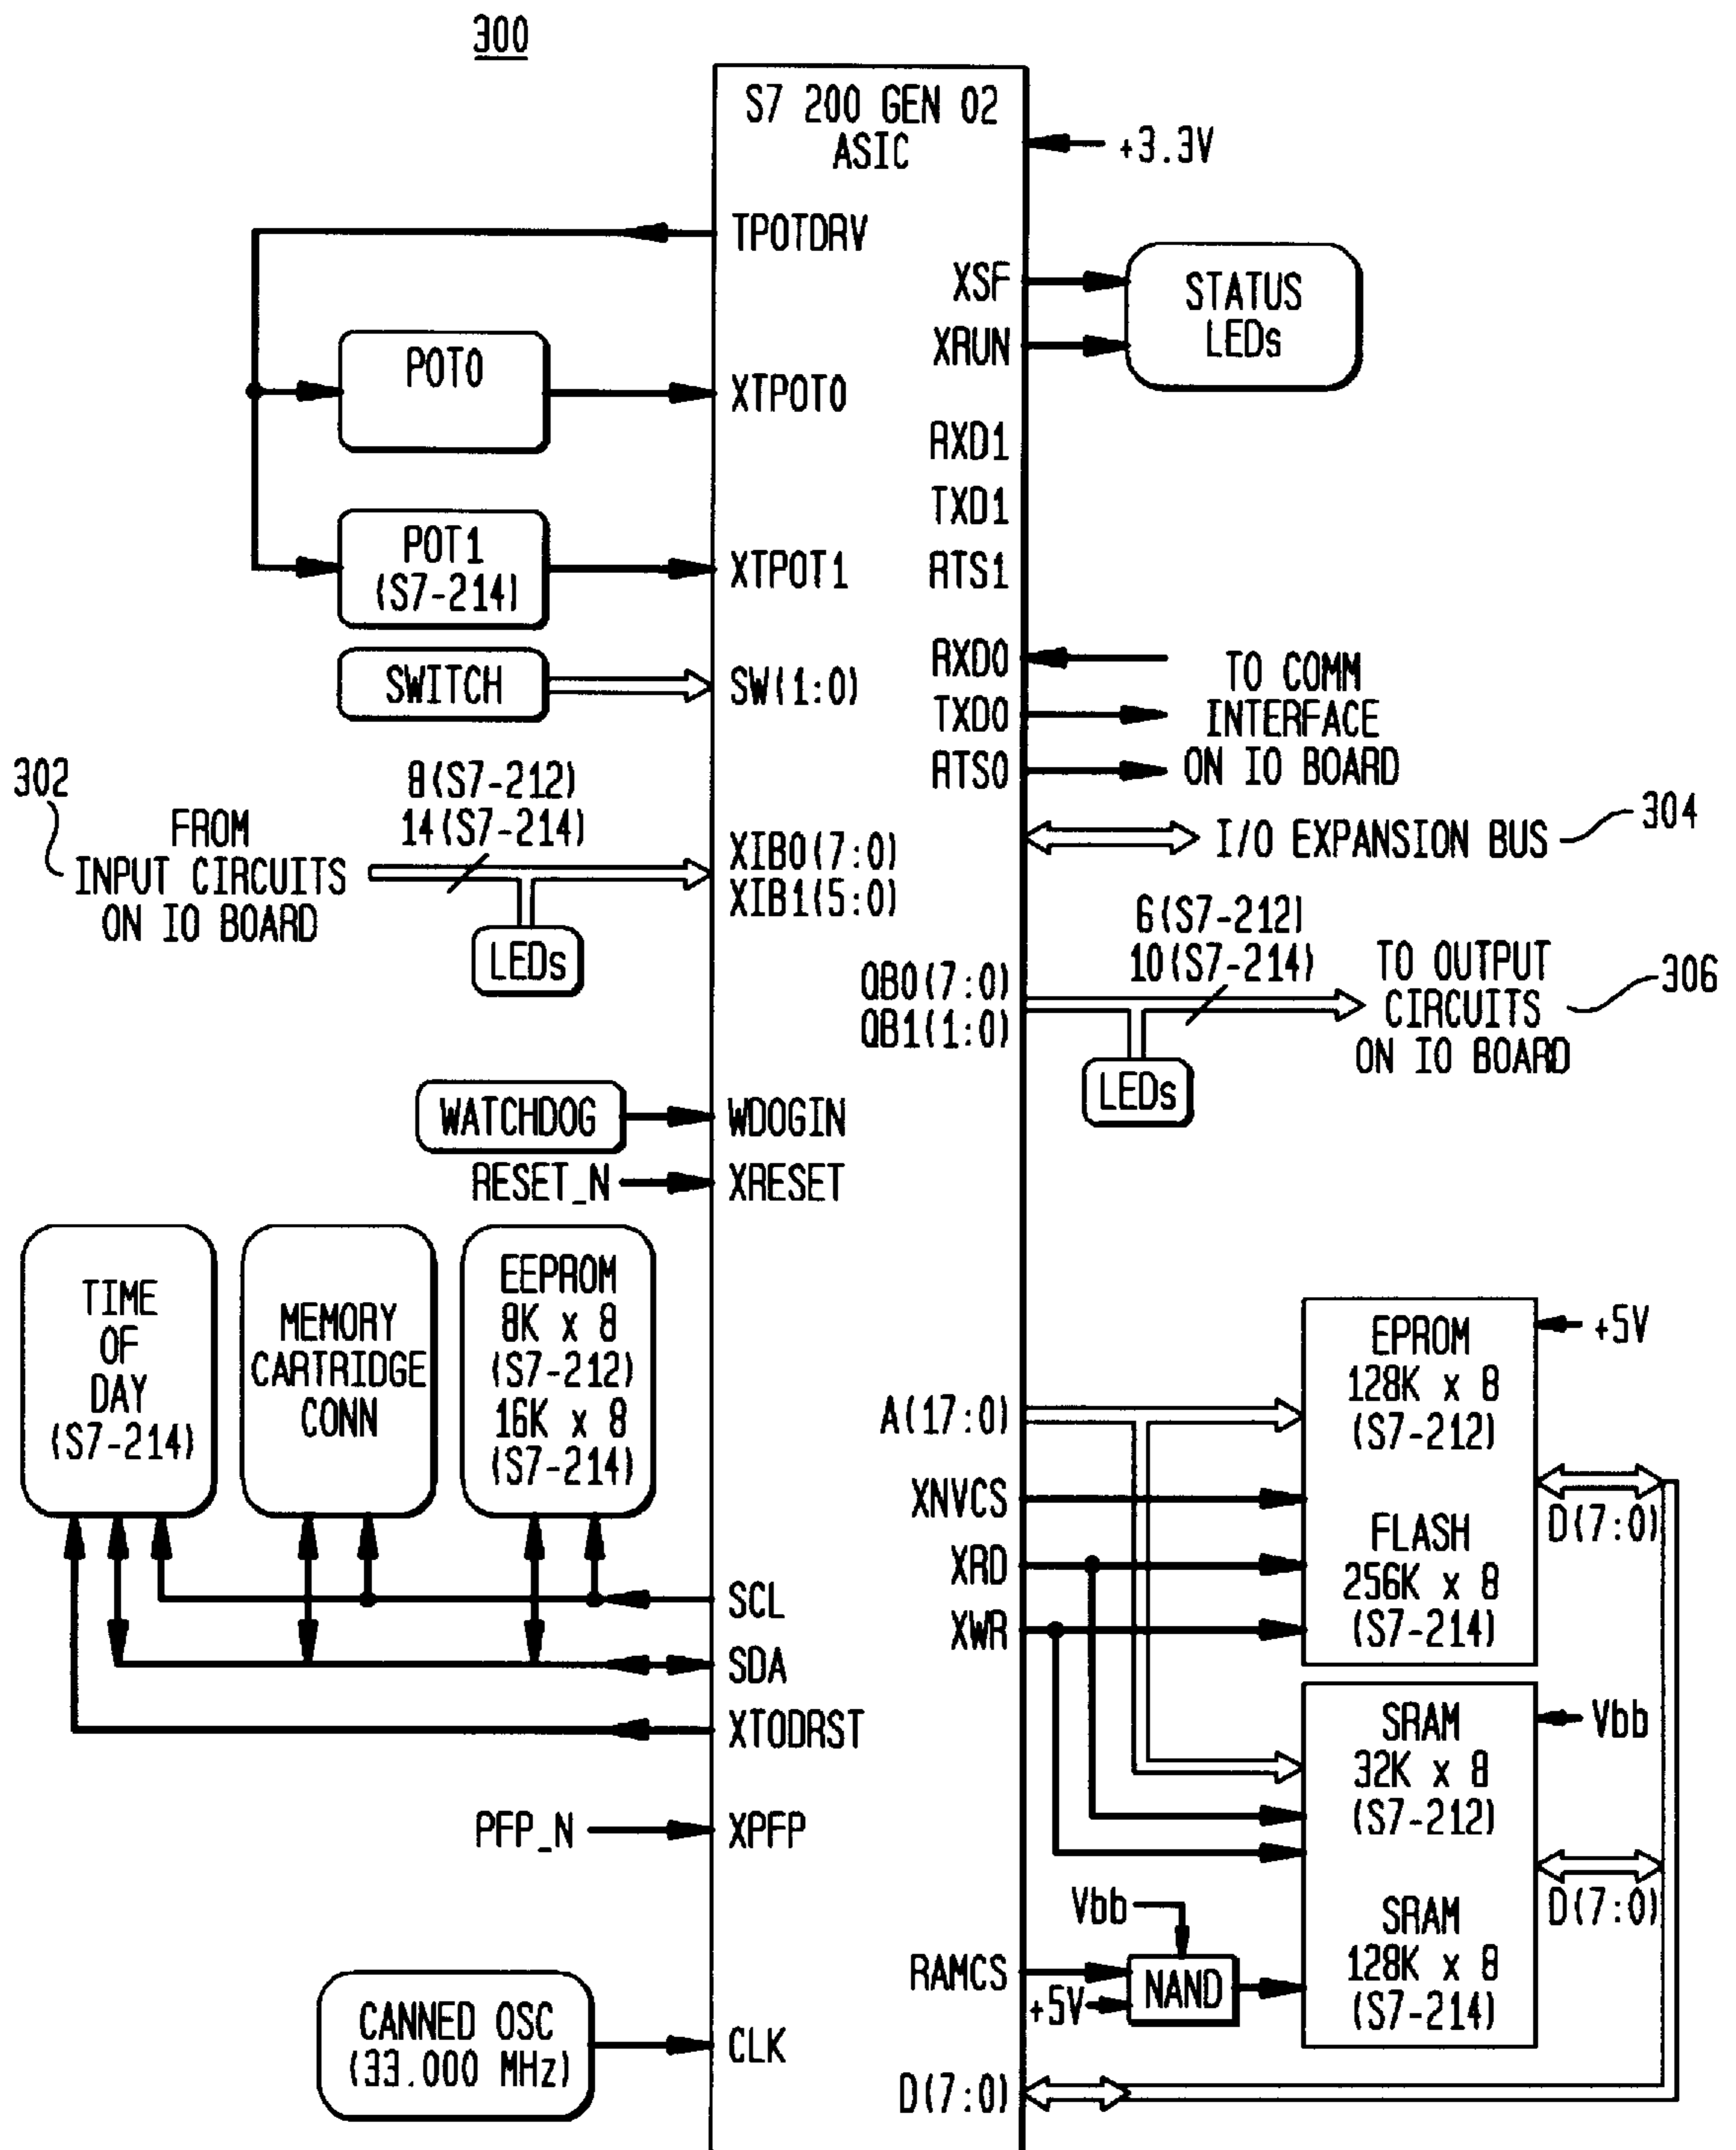 300
S7 200 GEN 02
ASIC
+3.3V
TPOTDRV
XSF
XRUN
STATUS
LEDs
POT0
XTPOT0
RXD1
TXD1
RTS1
POT1
(S7-214)
XTPOT1
SWITCH
SW(1:0)
RXD0
TXD0
RTS0
TO COMM
INTERFACE
ON IO BOARD
302
FROM
INPUT CIRCUITS
ON IO BOARD
8(S7-212)
14(S7-214)
XIB0(7:0)
XIB1(5:0)
LEDs
I/O EXPANSION BUS
304
6(S7-212)
10(S7-214)
QB0(7:0)
QB1(1:0)
LEDs
TO OUTPUT
CIRCUITS
ON IO BOARD
306
WATCHDOG
WDOGIN
RESET_N
XRESET
TIME
OF
DAY
(S7-214)
MEMORY
CARTRIDGE
CONN
EEPROM
8K x 8
(S7-212)
16K x 8
(S7-214)
SCL
SDA
XTODRST
PFP_N
XPFP
CANNED OSC
(33.000 MHz)
CLK
A(17:0)
XNVCS
XRD
XWR
EPROM
128K x 8
(S7-212)
FLASH
256K x 8
(S7-214)
+5V
D(7:0)
SRAM
32K x 8
(S7-212)
SRAM
128K x 8
(S7-214)
Vbb
D(7:0)
Vbb
RAMCS
+5V
NAND
D(7:0)